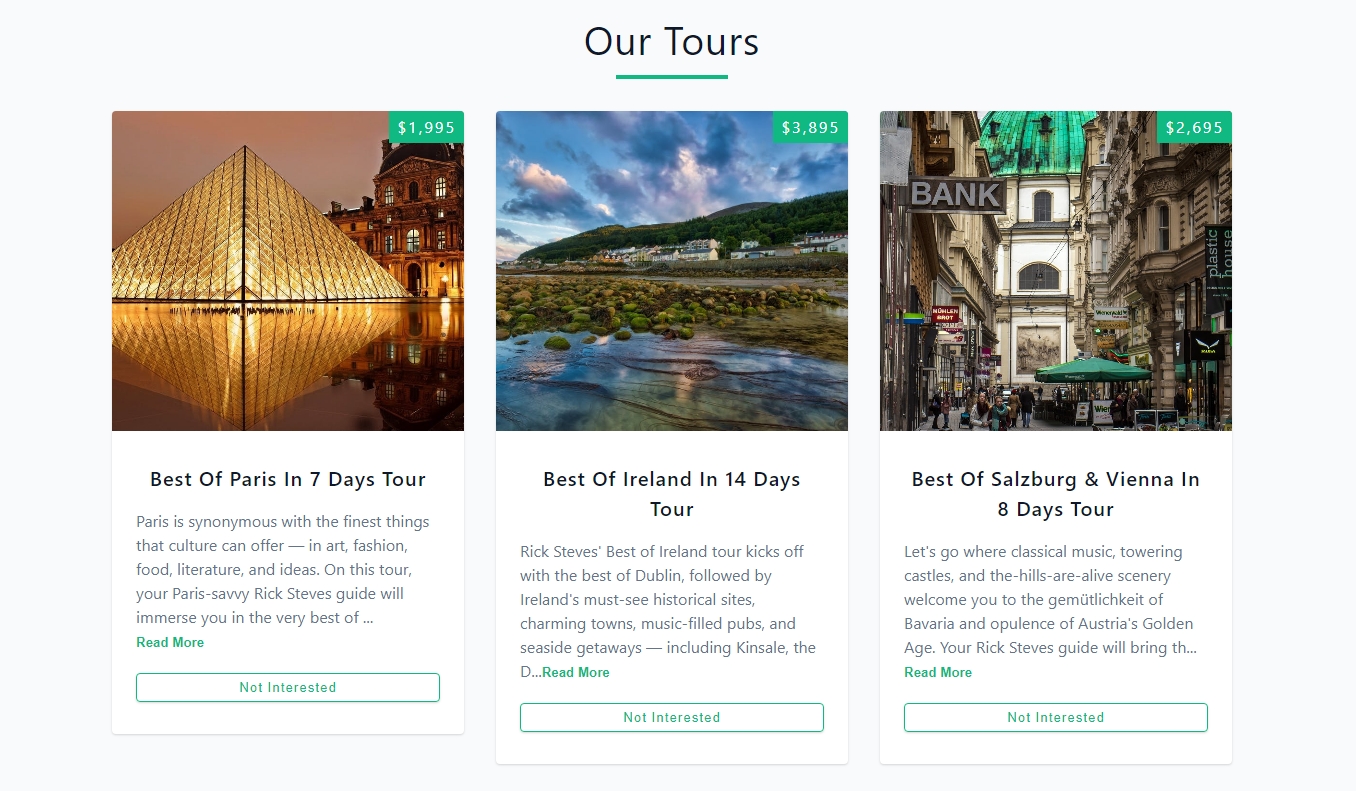 Our Tours
$1,995
Best Of Paris In 7 Days Tour
Paris is synonymous with the finest things
that culture can offer — in art, fashion,
food, literature, and ideas. On this tour,
your Paris-savvy Rick Steves guide will
immerse you in the very best of ...
Read More
Not Interested
$3,895
Best Of Ireland In 14 Days
Tour
Rick Steves' Best of Ireland tour kicks off
with the best of Dublin, followed by
Ireland's must-see historical sites,
charming towns, music-filled pubs, and
seaside getaways — including Kinsale, the
D...Read More
Not Interested
$2,695
BANK
plastic
house
MÜHLEN
BROT
Wienerwald
Wien
Best Of Salzburg & Vienna In
8 Days Tour
Let's go where classical music, towering
castles, and the-hills-are-alive scenery
welcome you to the gemütlichkeit of
Bavaria and opulence of Austria's Golden
Age. Your Rick Steves guide will bring th...
Read More
Not Interested